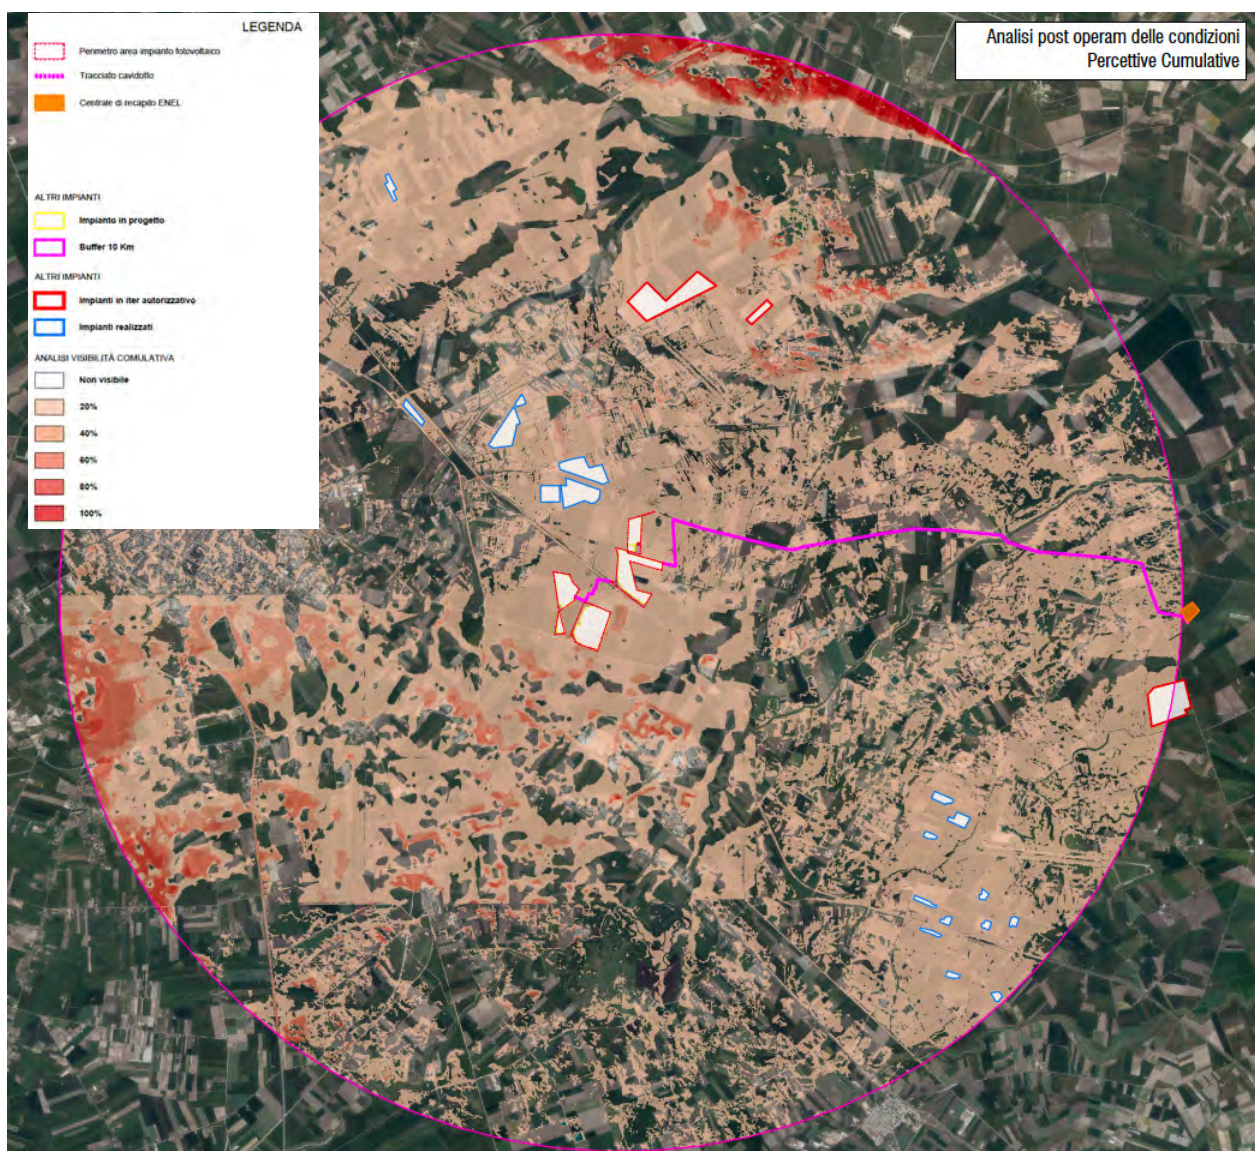 LEGENDA
Perimetro area impianto fotovoltaico
Tracciato cavidotto
Centrale di recapito ENEL
ALTRI IMPIANTI
Impianto in progetto
Buffer 10 Km
ALTRI IMPIANTI
Impianti in iter autorizzativo
Impianti realizzati
ANALISI VISIBILITÀ COMULATIVA
Non visibile
20%
40%
60%
80%
100%
Analisi post operam delle condizioni
Percettive Cumulative